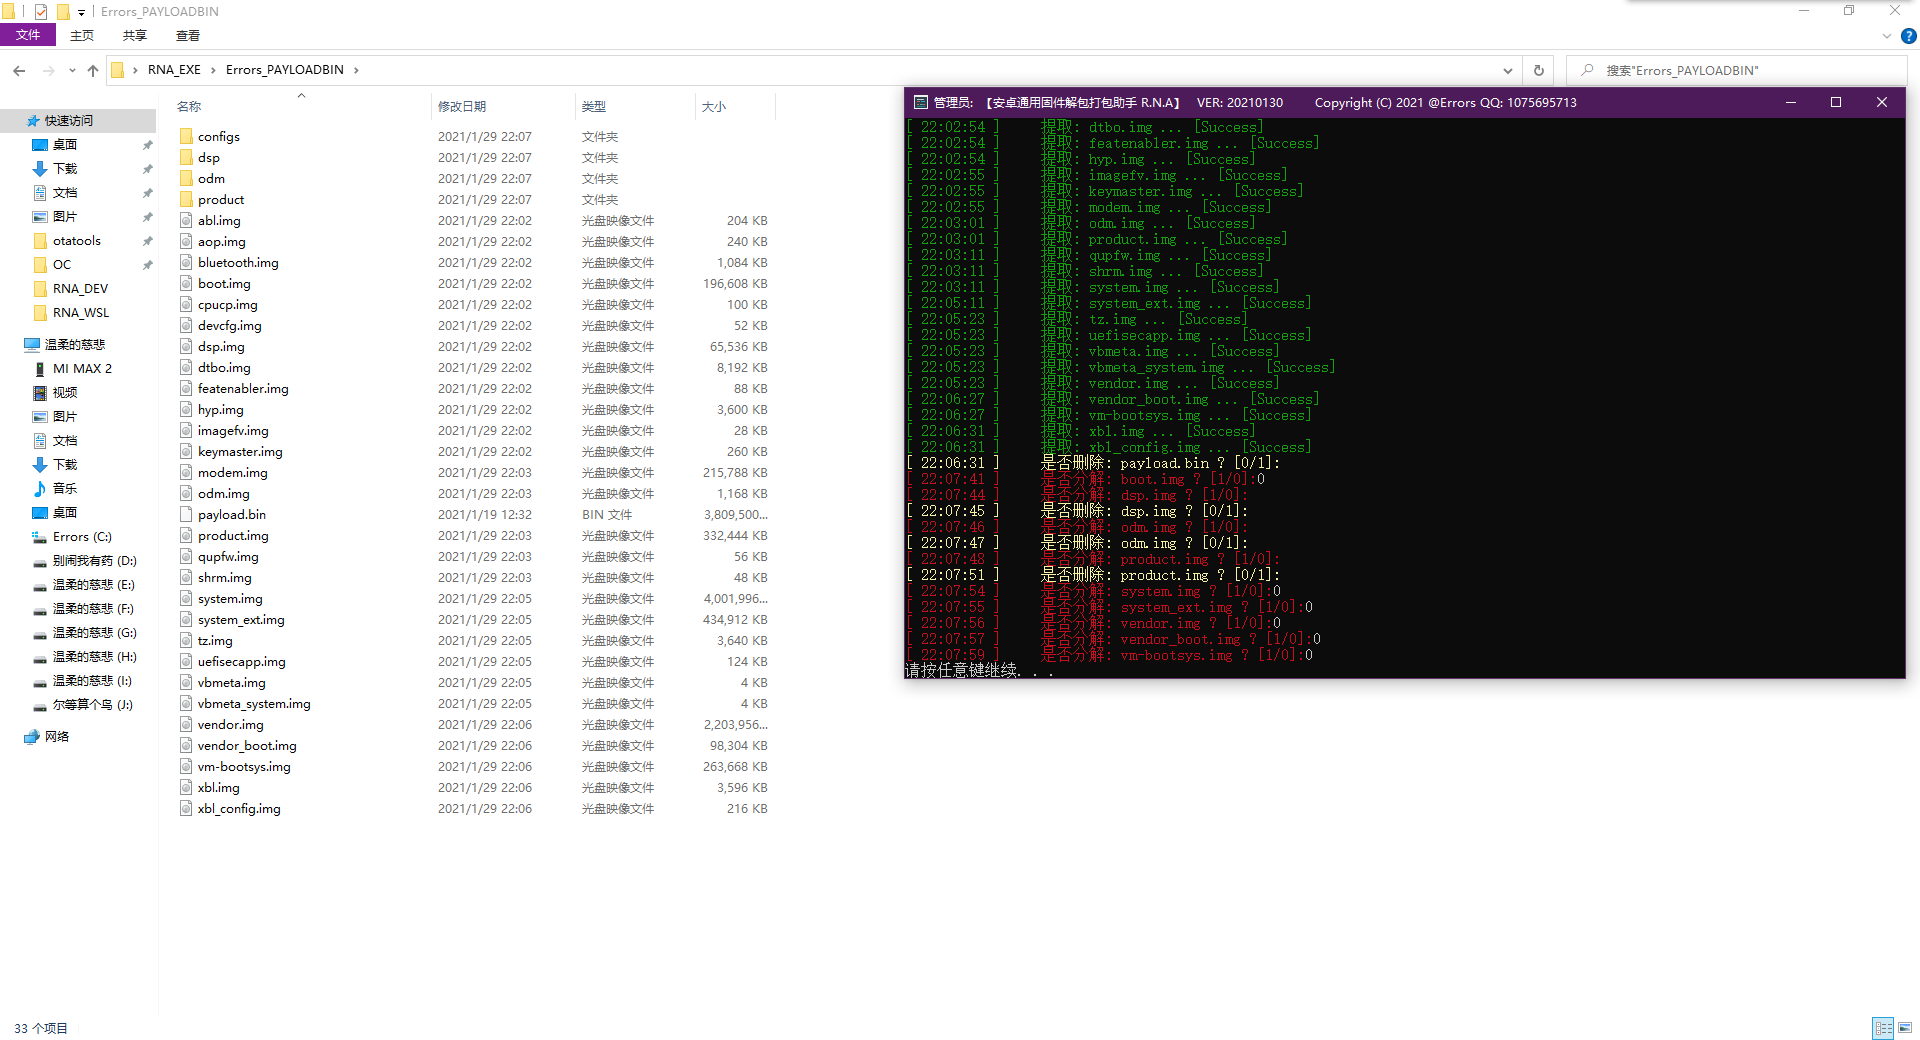 Errors_PAYLOADBIN
文件 主页 共享 查看
RNA_EXE Errors_PAYLOADBIN 搜索"Errors_PAYLOADBIN"
快速访问
桌面
下载
文档
图片
otatools
OC
RNA_DEV
RNA_WSL
温柔的慈悲
MI MAX 2
视频
图片
文档
下载
音乐
桌面
Errors (C:)
别闹我有药 (D:)
温柔的慈悲 (E:)
温柔的慈悲 (F:)
温柔的慈悲 (G:)
温柔的慈悲 (H:)
温柔的慈悲 (I:)
尔等算个鸟 (J:)
网络
名称 修改日期 类型 大小
configs 2021/1/29 22:07 文件夹
dsp 2021/1/29 22:07 文件夹
odm 2021/1/29 22:07 文件夹
product 2021/1/29 22:07 文件夹
abl.img 2021/1/29 22:02 光盘映像文件 204 KB
aop.img 2021/1/29 22:02 光盘映像文件 240 KB
bluetooth.img 2021/1/29 22:02 光盘映像文件 1,084 KB
boot.img 2021/1/29 22:02 光盘映像文件 196,608 KB
cpucp.img 2021/1/29 22:02 光盘映像文件 100 KB
devcfg.img 2021/1/29 22:02 光盘映像文件 52 KB
dsp.img 2021/1/29 22:02 光盘映像文件 65,536 KB
dtbo.img 2021/1/29 22:02 光盘映像文件 8,192 KB
featenabler.img 2021/1/29 22:02 光盘映像文件 88 KB
hyp.img 2021/1/29 22:02 光盘映像文件 3,600 KB
imagefv.img 2021/1/29 22:02 光盘映像文件 28 KB
keymaster.img 2021/1/29 22:02 光盘映像文件 260 KB
modem.img 2021/1/29 22:03 光盘映像文件 215,788 KB
odm.img 2021/1/29 22:03 光盘映像文件 1,168 KB
payload.bin 2021/1/19 12:32 BIN 文件 3,809,500...
product.img 2021/1/29 22:03 光盘映像文件 332,444 KB
qupfw.img 2021/1/29 22:03 光盘映像文件 56 KB
shrm.img 2021/1/29 22:03 光盘映像文件 48 KB
system.img 2021/1/29 22:05 光盘映像文件 4,001,996...
system_ext.img 2021/1/29 22:05 光盘映像文件 434,912 KB
tz.img 2021/1/29 22:05 光盘映像文件 3,640 KB
uefisecapp.img 2021/1/29 22:05 光盘映像文件 124 KB
vbmeta.img 2021/1/29 22:05 光盘映像文件 4 KB
vbmeta_system.img 2021/1/29 22:05 光盘映像文件 4 KB
vendor.img 2021/1/29 22:06 光盘映像文件 2,203,956...
vendor_boot.img 2021/1/29 22:06 光盘映像文件 98,304 KB
vm-bootsys.img 2021/1/29 22:06 光盘映像文件 263,668 KB
xbl.img 2021/1/29 22:06 光盘映像文件 3,596 KB
xbl_config.img 2021/1/29 22:06 光盘映像文件 216 KB
管理员: 【安卓通用固件解包打包助手 R.N.A】 VER: 20210130 Copyright (C) 2021 @Errors QQ: 1075695713
[ 22:02:54 ] 提取: dtbo.img ... [Success]
[ 22:02:54 ] 提取: featenabler.img ... [Success]
[ 22:02:54 ] 提取: hyp.img ... [Success]
[ 22:02:55 ] 提取: imagefv.img ... [Success]
[ 22:02:55 ] 提取: keymaster.img ... [Success]
[ 22:02:55 ] 提取: modem.img ... [Success]
[ 22:03:01 ] 提取: odm.img ... [Success]
[ 22:03:01 ] 提取: product.img ... [Success]
[ 22:03:11 ] 提取: qupfw.img ... [Success]
[ 22:03:11 ] 提取: shrm.img ... [Success]
[ 22:03:11 ] 提取: system.img ... [Success]
[ 22:05:11 ] 提取: system_ext.img ... [Success]
[ 22:05:23 ] 提取: tz.img ... [Success]
[ 22:05:23 ] 提取: uefisecapp.img ... [Success]
[ 22:05:23 ] 提取: vbmeta.img ... [Success]
[ 22:05:23 ] 提取: vbmeta_system.img ... [Success]
[ 22:05:23 ] 提取: vendor.img ... [Success]
[ 22:06:27 ] 提取: vendor_boot.img ... [Success]
[ 22:06:27 ] 提取: vm-bootsys.img ... [Success]
[ 22:06:31 ] 提取: xbl.img ... [Success]
[ 22:06:31 ] 提取: xbl_config.img ... [Success]
[ 22:06:31 ] 是否删除: payload.bin ? [0/1]:
[ 22:07:41 ] 是否分解: boot.img ? [1/0]:0
[ 22:07:44 ] 是否分解: dsp.img ? [1/0]:
[ 22:07:45 ] 是否删除: dsp.img ? [0/1]:
[ 22:07:46 ] 是否分解: odm.img ? [1/0]:
[ 22:07:47 ] 是否删除: odm.img ? [0/1]:
[ 22:07:48 ] 是否分解: product.img ? [1/0]:
[ 22:07:51 ] 是否删除: product.img ? [0/1]:
[ 22:07:54 ] 是否分解: system.img ? [1/0]:0
[ 22:07:55 ] 是否分解: system_ext.img ? [1/0]:0
[ 22:07:56 ] 是否分解: vendor.img ? [1/0]:0
[ 22:07:57 ] 是否分解: vendor_boot.img ? [1/0]:0
[ 22:07:59 ] 是否分解: vm-bootsys.img ? [1/0]:0
请按任意键继续. . .
33 个项目